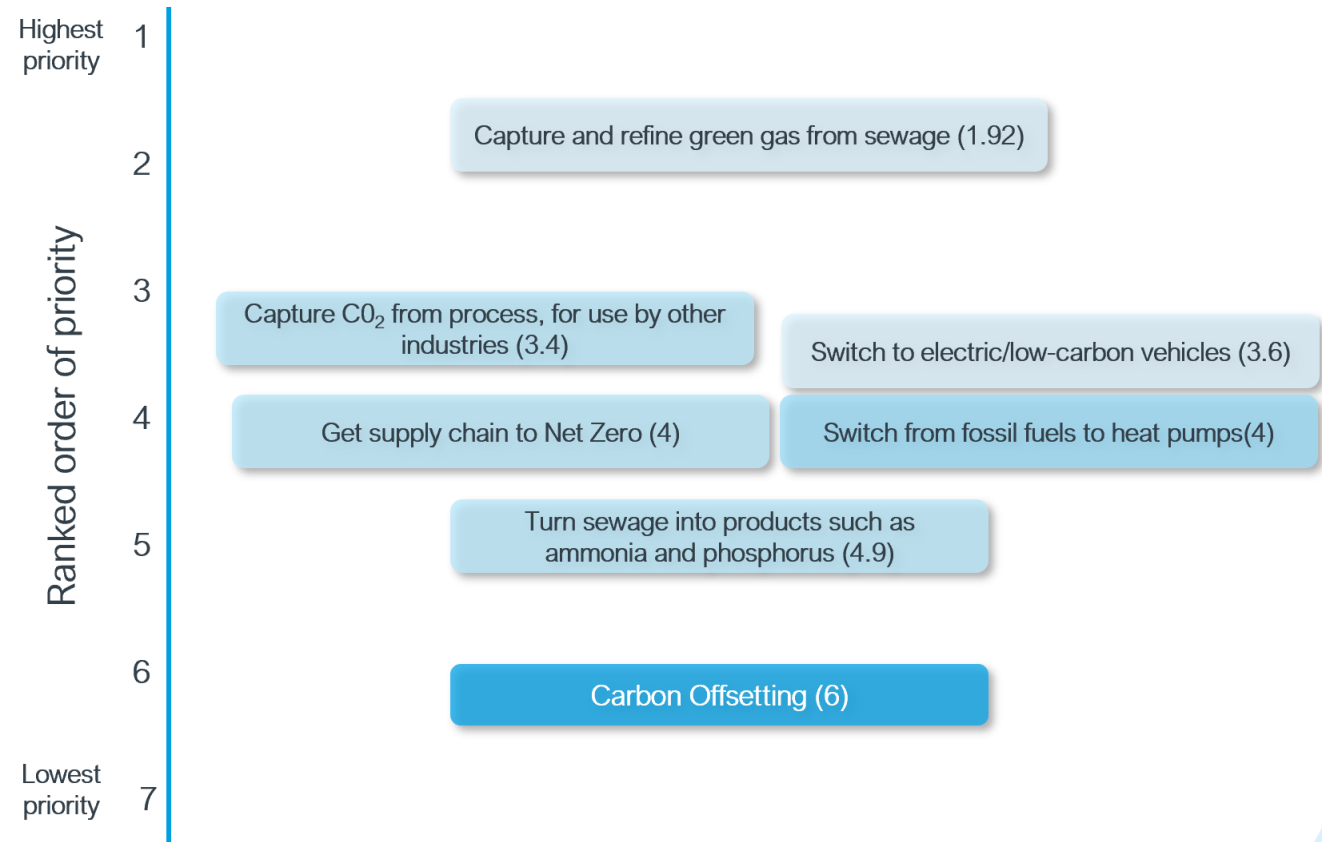 Highest
priority
1
Capture and refine green gas from sewage (1.92)
2
Ranked order of priority
3
Capture C0₂ from process, for use by other
industries (3.4)
Switch to electric/low-carbon vehicles (3.6)
4
Get supply chain to Net Zero (4)
Switch from fossil fuels to heat pumps(4)
Turn sewage into products such as
ammonia and phosphorus (4.9)
5
6
Carbon Offsetting (6)
Lowest
priority
7